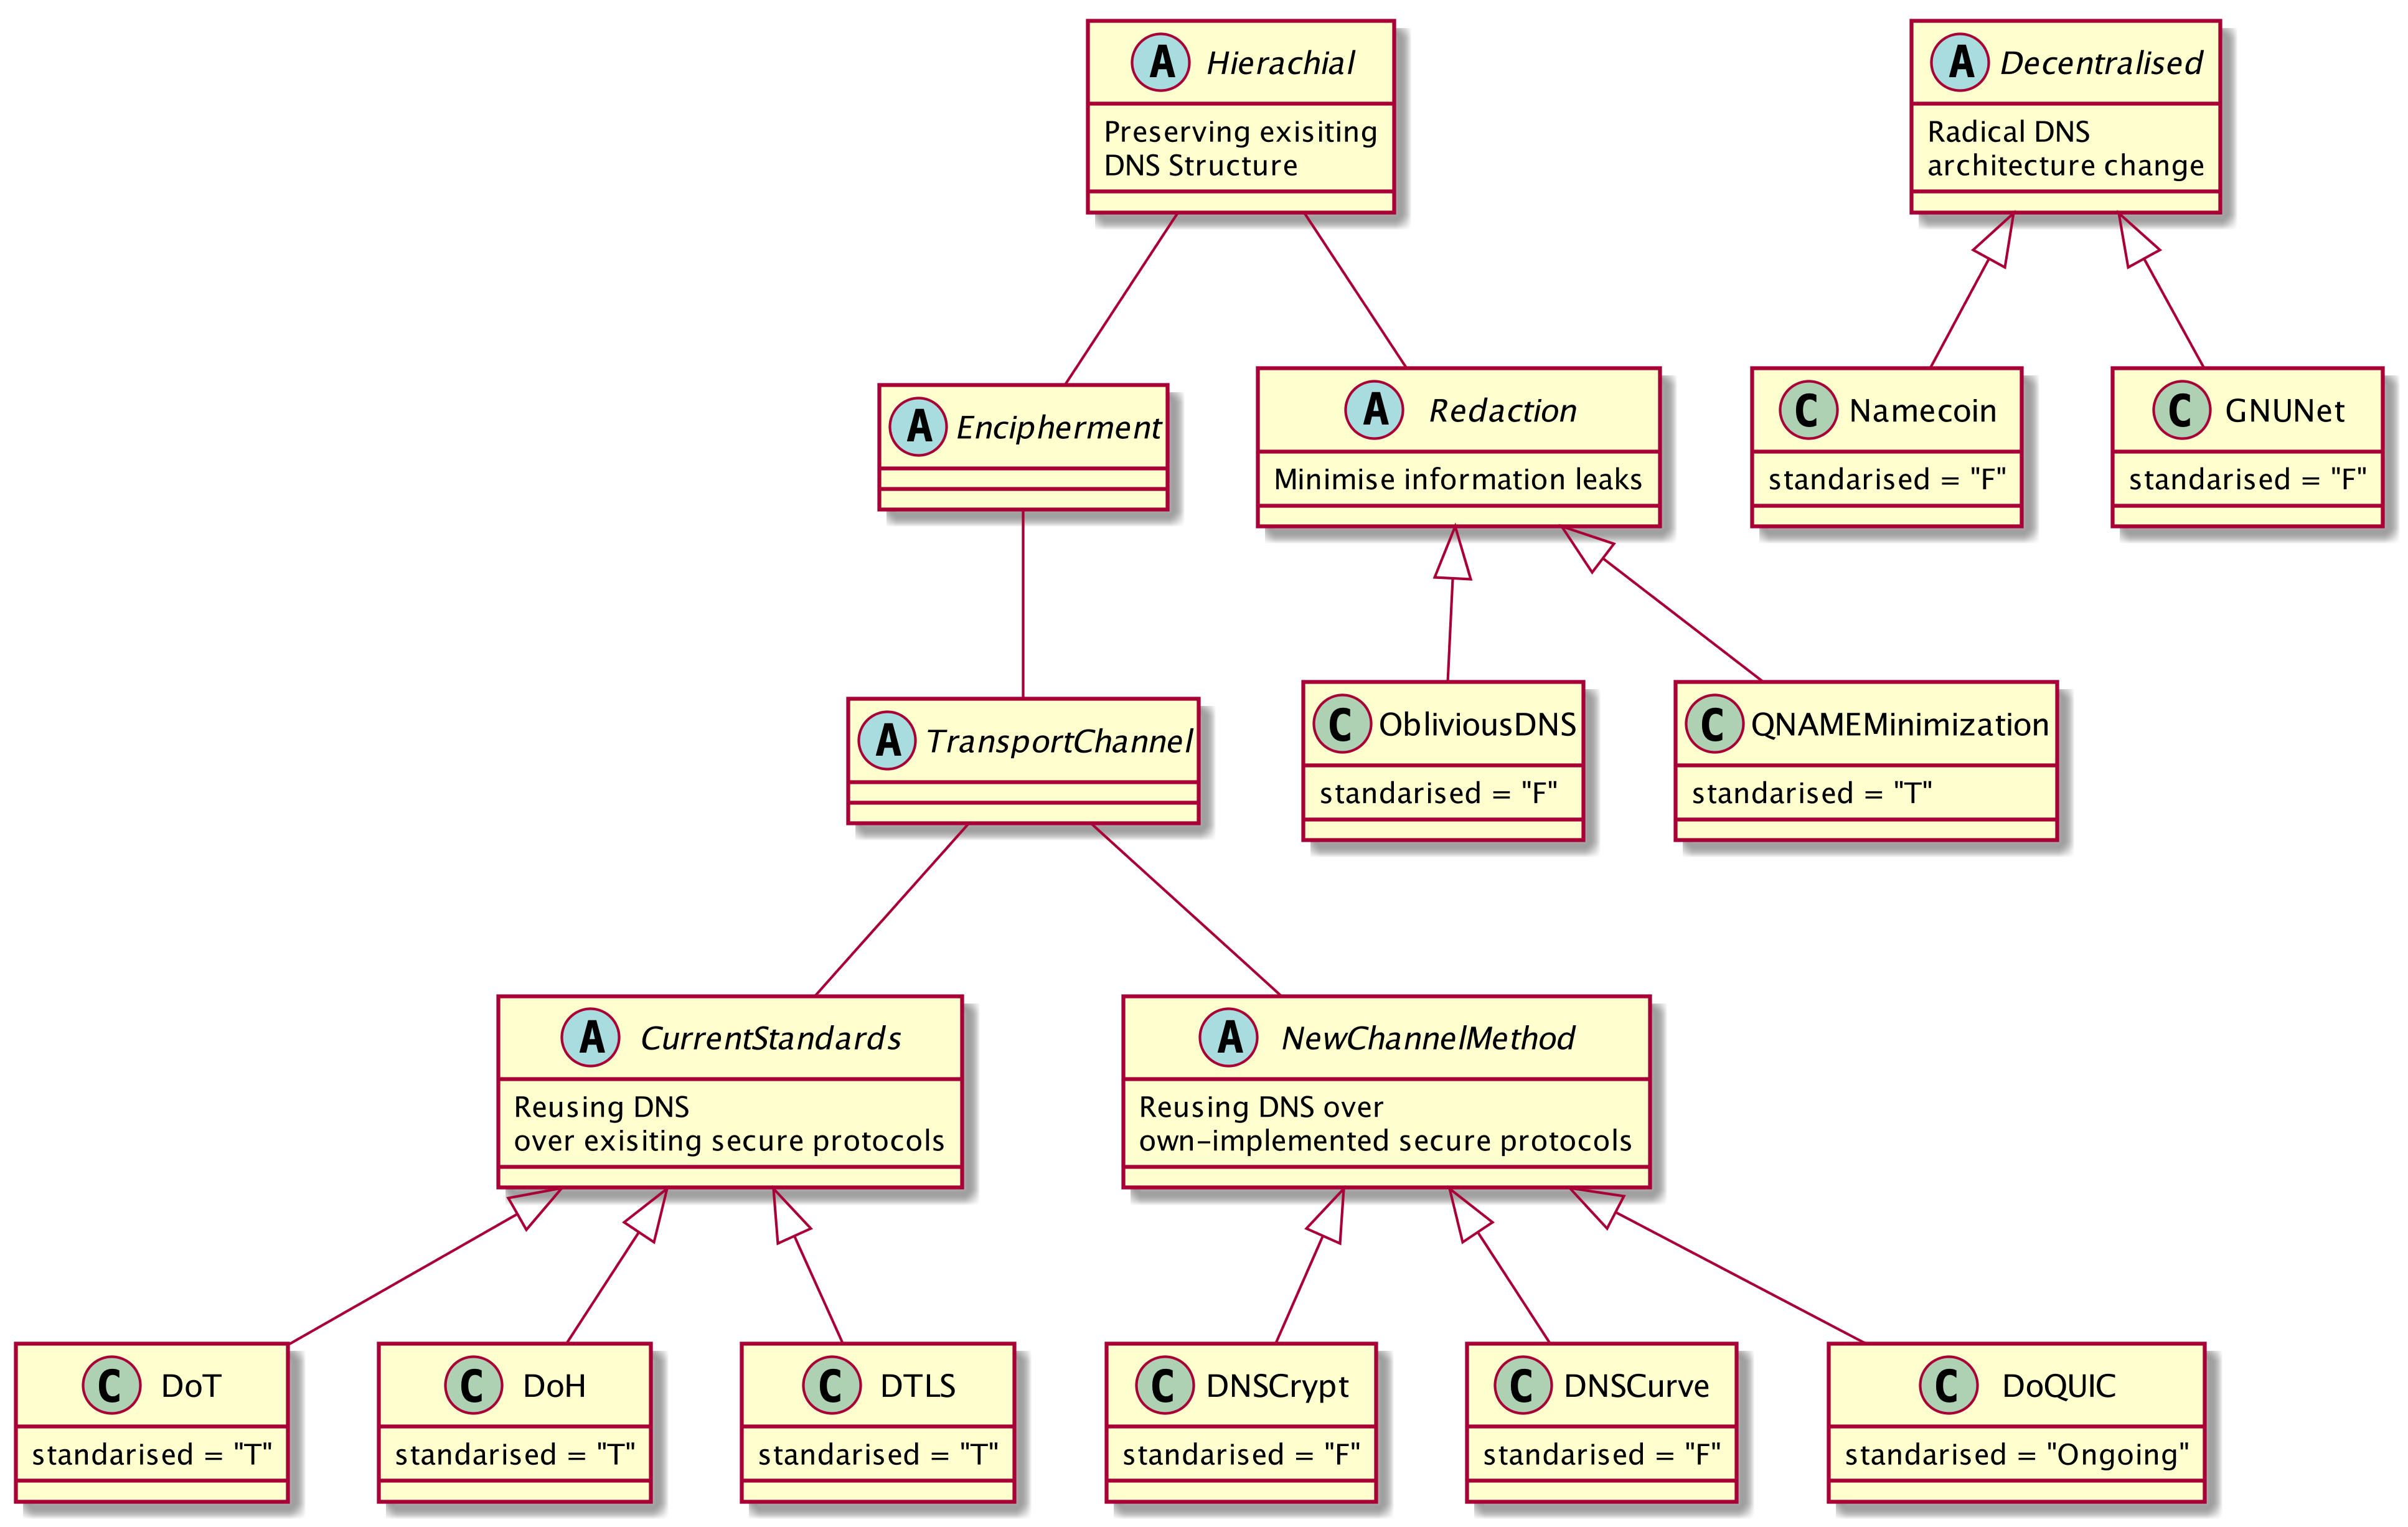 A Hierachial
Preserving exisiting
DNS Structure
A Decentralised
Radical DNS
architecture change
A Encipherment
A Redaction
Minimise information leaks
C Namecoin
standarised = "F"
C GNUNet
standarised = "F"
A TransportChannel
C ObliviousDNS
standarised = "F"
C QNAMEMinimization
standarised = "T"
A CurrentStandards
Reusing DNS
over exisiting secure protocols
A NewChannelMethod
Reusing DNS over
own-implemented secure protocols
C DoT
standarised = "T"
C DoH
standarised = "T"
C DTLS
standarised = "T"
C DNSCrypt
standarised = "F"
C DNSCurve
standarised = "F"
C DoQUIC
standarised = "Ongoing"